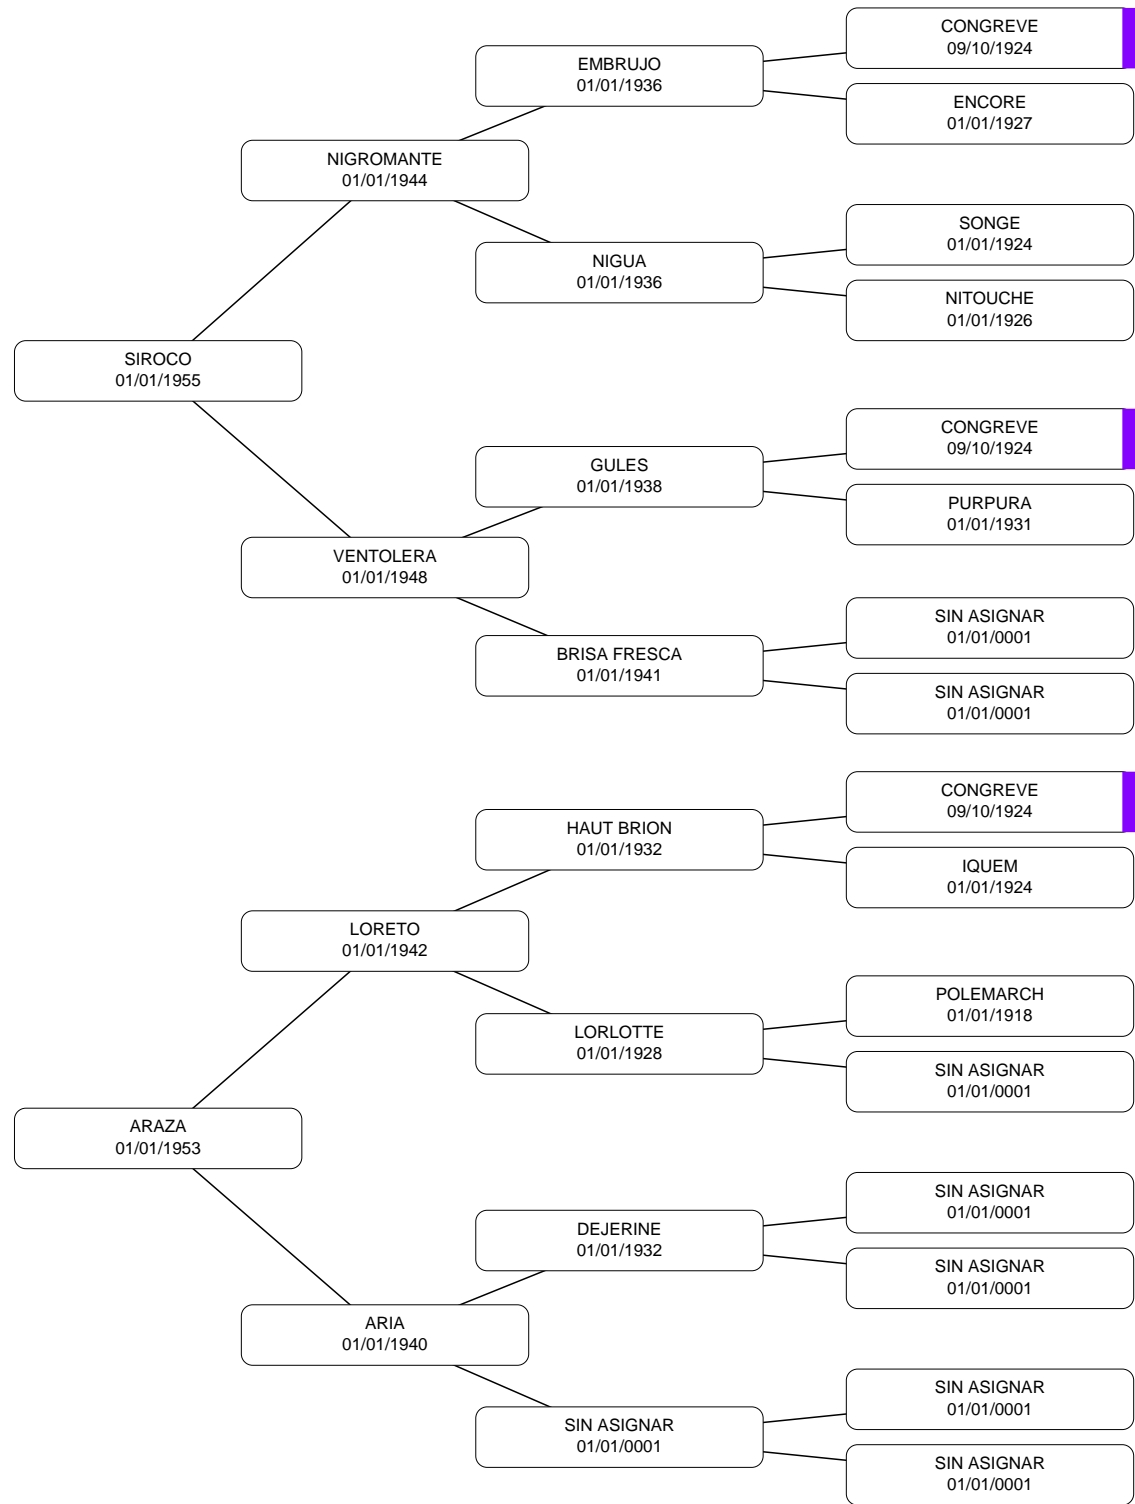 CONGREVE
09/10/1924
EMBRUJO
01/01/1936
ENCORE
01/01/1927
NIGROMANTE
01/01/1944
SONGE
01/01/1924
NIGUA
01/01/1936
NITOUCHE
01/01/1926
SIROCO
01/01/1955
CONGREVE
09/10/1924
GULES
01/01/1938
PURPURA
01/01/1931
VENTOLERA
01/01/1948
SIN ASIGNAR
01/01/0001
BRISA FRESCA
01/01/1941
SIN ASIGNAR
01/01/0001
CONGREVE
09/10/1924
HAUT BRION
01/01/1932
IQUEM
01/01/1924
LORETO
01/01/1942
POLEMARCH
01/01/1918
LORLOTTE
01/01/1928
SIN ASIGNAR
01/01/0001
ARAZA
01/01/1953
SIN ASIGNAR
01/01/0001
DEJERINE
01/01/1932
SIN ASIGNAR
01/01/0001
ARIA
01/01/1940
SIN ASIGNAR
01/01/0001
SIN ASIGNAR
01/01/0001
SIN ASIGNAR
01/01/0001